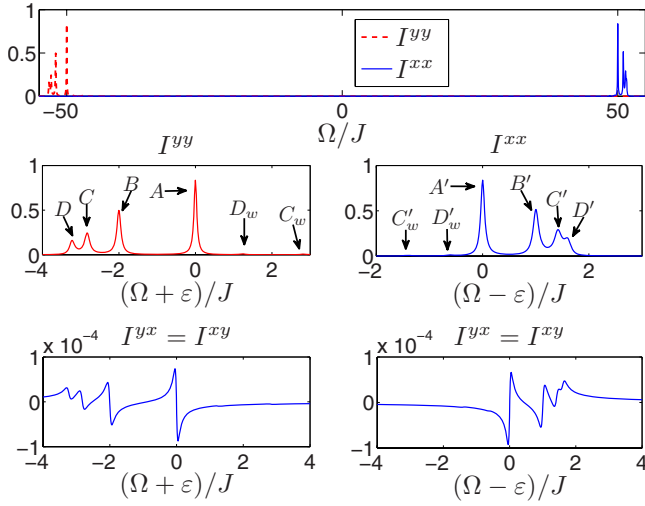 1
0.5
0
I^{yy}
I^{xx}
−50 0 50
Ω/J
I^{yy} I^{xx}
1
0.5
0
A B C D D_w C_w
−4 −2 0 2
(Ω + ε)/J
1
0.5
0
A′ B′ C′ D′ C′_w D′_w
−2 0 2
(Ω − ε)/J
x 10^{-4} I^{yx} = I^{xy}
1
0
−1
−4 −2 0 2 4
(Ω + ε)/J
x 10^{-4} I^{yx} = I^{xy}
1
0
−1
−4 −2 0 2 4
(Ω − ε)/J